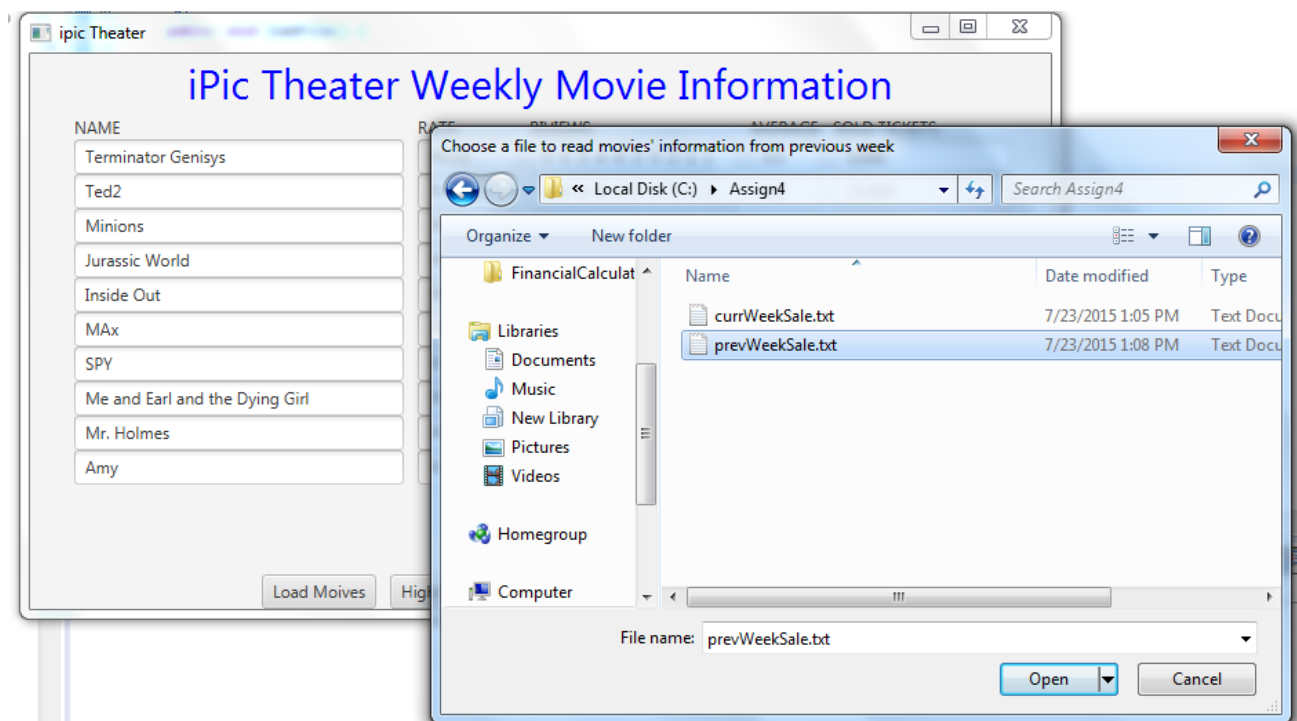 ipic Theater
iPic Theater Weekly Movie Information
NAME
Terminator Genisys
Ted2
Minions
Jurassic World
Inside Out
MAx
SPY
Me and Earl and the Dying Girl
Mr. Holmes
Amy
Load Moives
High
Choose a file to read movies' information from previous week
« Local Disk (C:) Assign4
Search Assign4
Organize New folder
FinancialCalculat
Libraries
Documents
Music
New Library
Pictures
Videos
Homegroup
Computer
Name Date modified Type
currWeekSale.txt 7/23/2015 1:05 PM Text Docu
prevWeekSale.txt 7/23/2015 1:08 PM Text Docu
File name: prevWeekSale.txt
Open Cancel